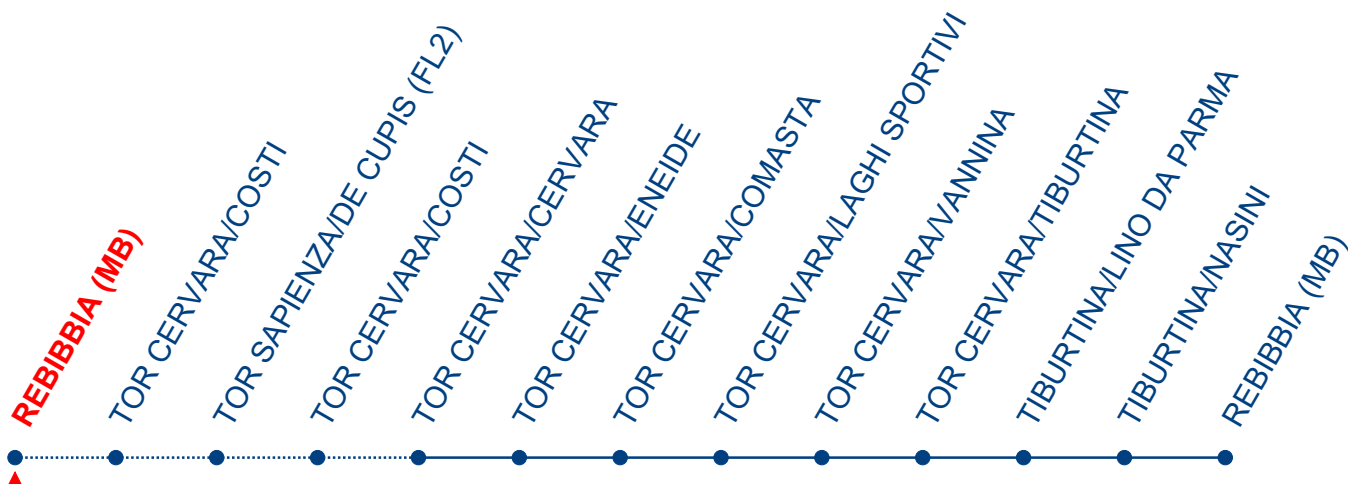 REBIBBIA (MB)
TOR CERVARA/COSTI
TOR SAPIENZA/DE CUPIS (FL2)
TOR CERVARA/COSTI
TOR CERVARA/CERVARA
TOR CERVARA/ENEIDE
TOR CERVARA/COMASTA
TOR CERVARA/LAGHI SPORTIVI
TOR CERVARA/VANNINA
TOR CERVARA/TIBURTINA
TIBURTINA/LINO DA PARMA
TIBURTINA/NASINI
REBIBBIA (MB)